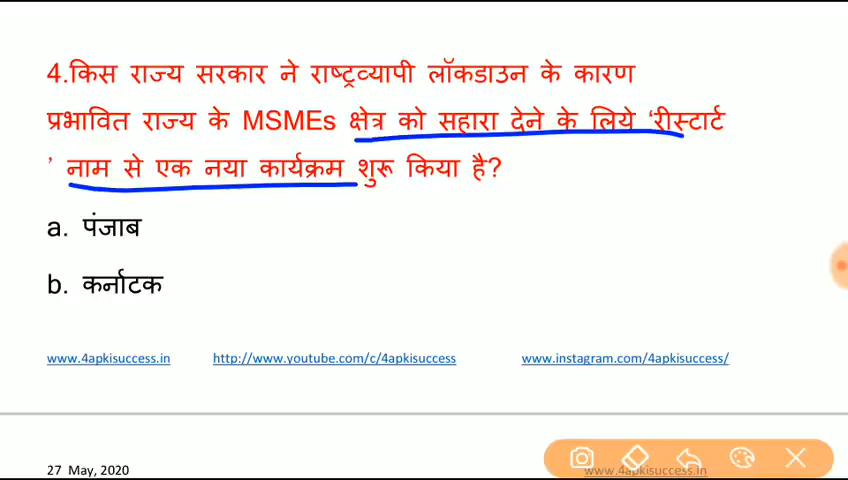 4.किस राज्य सरकार ने राष्ट्रव्यापी लॉकडाउन के कारण
प्रभावित राज्य के MSMEs क्षेत्र को सहारा देने के लिये ‘रीस्टार्ट
’ नाम से एक नया कार्यक्रम शुरू किया है?
a. पंजाब
b. कर्नाटक
www.4apkisuccess.in http://www.youtube.com/c/4apkisuccess www.instagram.com/4apkisuccess/
27 May, 2020 www.4apkisuccess.in